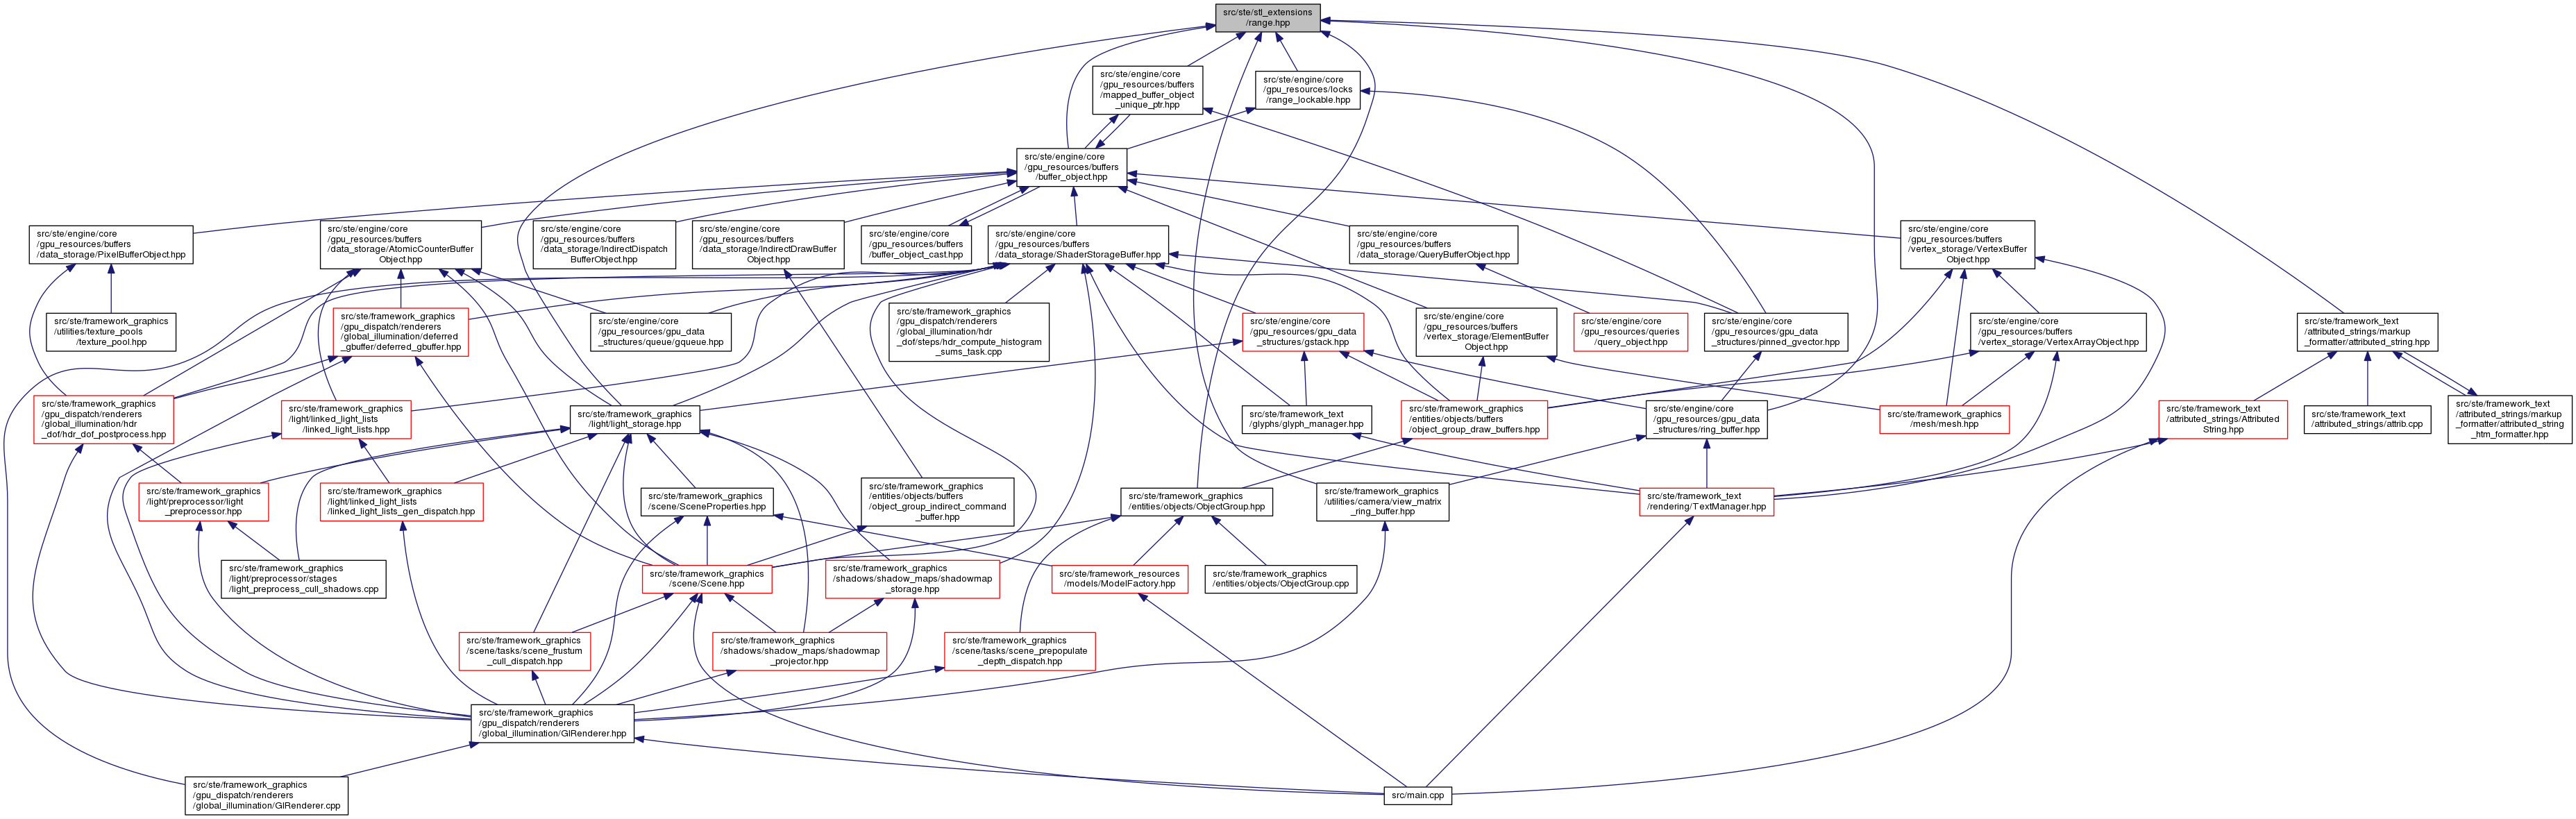 src/ste/stl_extensions
/range.hpp
src/ste/engine/core
/gpu_resources/buffers
/mapped_buffer_object
_unique_ptr.hpp
src/ste/engine/core
/gpu_resources/locks
/range_lockable.hpp
src/ste/engine/core
/gpu_resources/buffers
/buffer_object.hpp
src/ste/engine/core
/gpu_resources/buffers
/data_storage/PixelBufferObject.hpp
src/ste/engine/core
/gpu_resources/buffers
/data_storage/AtomicCounterBuffer
Object.hpp
src/ste/engine/core
/gpu_resources/buffers
/data_storage/IndirectDispatch
BufferObject.hpp
src/ste/engine/core
/gpu_resources/buffers
/data_storage/IndirectDrawBuffer
Object.hpp
src/ste/engine/core
/gpu_resources/buffers
/buffer_object_cast.hpp
src/ste/engine/core
/gpu_resources/buffers
/data_storage/ShaderStorageBuffer.hpp
src/ste/engine/core
/gpu_resources/buffers
/data_storage/QueryBufferObject.hpp
src/ste/engine/core
/gpu_resources/buffers
/vertex_storage/VertexBuffer
Object.hpp
src/ste/framework_graphics
/utilities/texture_pools
/texture_pool.hpp
src/ste/framework_graphics
/gpu_dispatch/renderers
/global_illumination/deferred
_gbuffer/deferred_gbuffer.hpp
src/ste/engine/core
/gpu_resources/gpu_data
_structures/queue/gqueue.hpp
src/ste/framework_graphics
/gpu_dispatch/renderers
/global_illumination/hdr
_dof/steps/hdr_compute_histogram
_sums_task.cpp
src/ste/engine/core
/gpu_resources/gpu_data
_structures/gstack.hpp
src/ste/engine/core
/gpu_resources/buffers
/vertex_storage/ElementBuffer
Object.hpp
src/ste/engine/core
/gpu_resources/queries
/query_object.hpp
src/ste/engine/core
/gpu_resources/gpu_data
_structures/pinned_gvector.hpp
src/ste/engine/core
/gpu_resources/buffers
/vertex_storage/VertexArrayObject.hpp
src/ste/framework_text
/attributed_strings/markup
_formatter/attributed_string.hpp
src/ste/framework_graphics
/gpu_dispatch/renderers
/global_illumination/hdr
_dof/hdr_dof_postprocess.hpp
src/ste/framework_graphics
/light/linked_light_lists
/linked_light_lists.hpp
src/ste/framework_graphics
/light/light_storage.hpp
src/ste/framework_text
/glyphs/glyph_manager.hpp
src/ste/framework_graphics
/entities/objects/buffers
/object_group_draw_buffers.hpp
src/ste/engine/core
/gpu_resources/gpu_data
_structures/ring_buffer.hpp
src/ste/framework_graphics
/mesh/mesh.hpp
src/ste/framework_text
/attributed_strings/Attributed
String.hpp
src/ste/framework_text
/attributed_strings/attrib.cpp
src/ste/framework_text
/attributed_strings/markup
_formatter/attributed_string
_htm_formatter.hpp
src/ste/framework_graphics
/light/preprocessor/light
_preprocessor.hpp
src/ste/framework_graphics
/light/linked_light_lists
/linked_light_lists_gen_dispatch.hpp
src/ste/framework_graphics
/scene/SceneProperties.hpp
src/ste/framework_graphics
/entities/objects/buffers
/object_group_indirect_command
_buffer.hpp
src/ste/framework_graphics
/entities/objects/ObjectGroup.hpp
src/ste/framework_graphics
/utilities/camera/view_matrix
_ring_buffer.hpp
src/ste/framework_text
/rendering/TextManager.hpp
src/ste/framework_graphics
/light/preprocessor/stages
/light_preprocess_cull_shadows.cpp
src/ste/framework_graphics
/scene/Scene.hpp
src/ste/framework_graphics
/shadows/shadow_maps/shadowmap
_storage.hpp
src/ste/framework_resources
/models/ModelFactory.hpp
src/ste/framework_graphics
/entities/objects/ObjectGroup.cpp
src/ste/framework_graphics
/scene/tasks/scene_frustum
_cull_dispatch.hpp
src/ste/framework_graphics
/shadows/shadow_maps/shadowmap
_projector.hpp
src/ste/framework_graphics
/scene/tasks/scene_prepopulate
_depth_dispatch.hpp
src/ste/framework_graphics
/gpu_dispatch/renderers
/global_illumination/GIRenderer.hpp
src/ste/framework_graphics
/gpu_dispatch/renderers
/global_illumination/GIRenderer.cpp
src/main.cpp